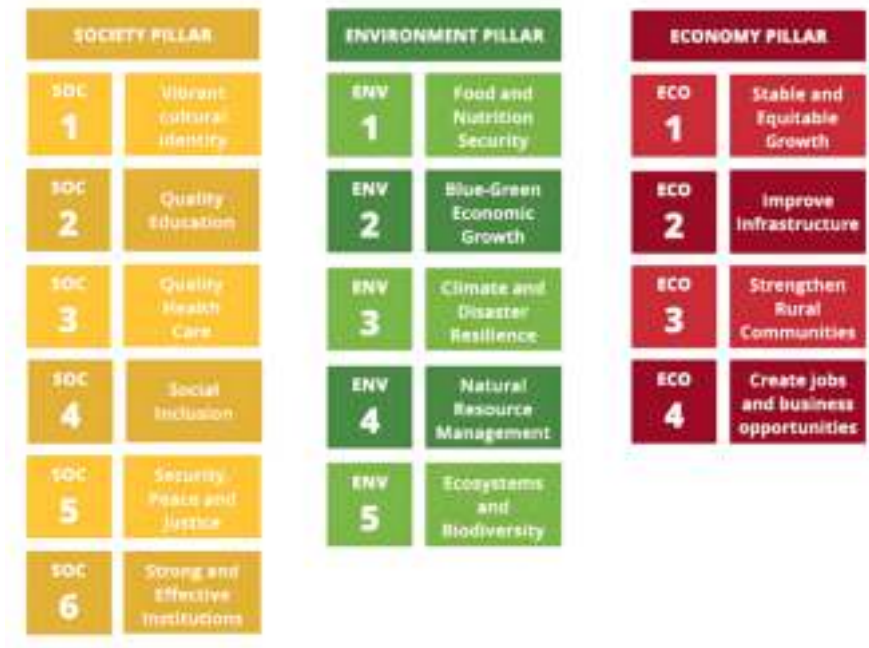 SOCIETY PILLAR
SOC
1
Vibrant
cultural
identity
SOC
2
Quality
Education
SOC
3
Quality
Health
Care
SOC
4
Social
Inclusion
SOC
5
Security,
Peace and
Justice
SOC
6
Strong and
Effective
Institutions
ENVIRONMENT PILLAR
ENV
1
Food and
Nutrition
Security
ENV
2
Blue-Green
Economic
Growth
ENV
3
Climate and
Disaster
Resilience
ENV
4
Natural
Resource
Management
ENV
5
Ecosystems
and
Biodiversity
ECONOMY PILLAR
ECO
1
Stable and
Equitable
Growth
ECO
2
Improve
Infrastructure
ECO
3
Strengthen
Rural
Communities
ECO
4
Create jobs
and business
opportunities